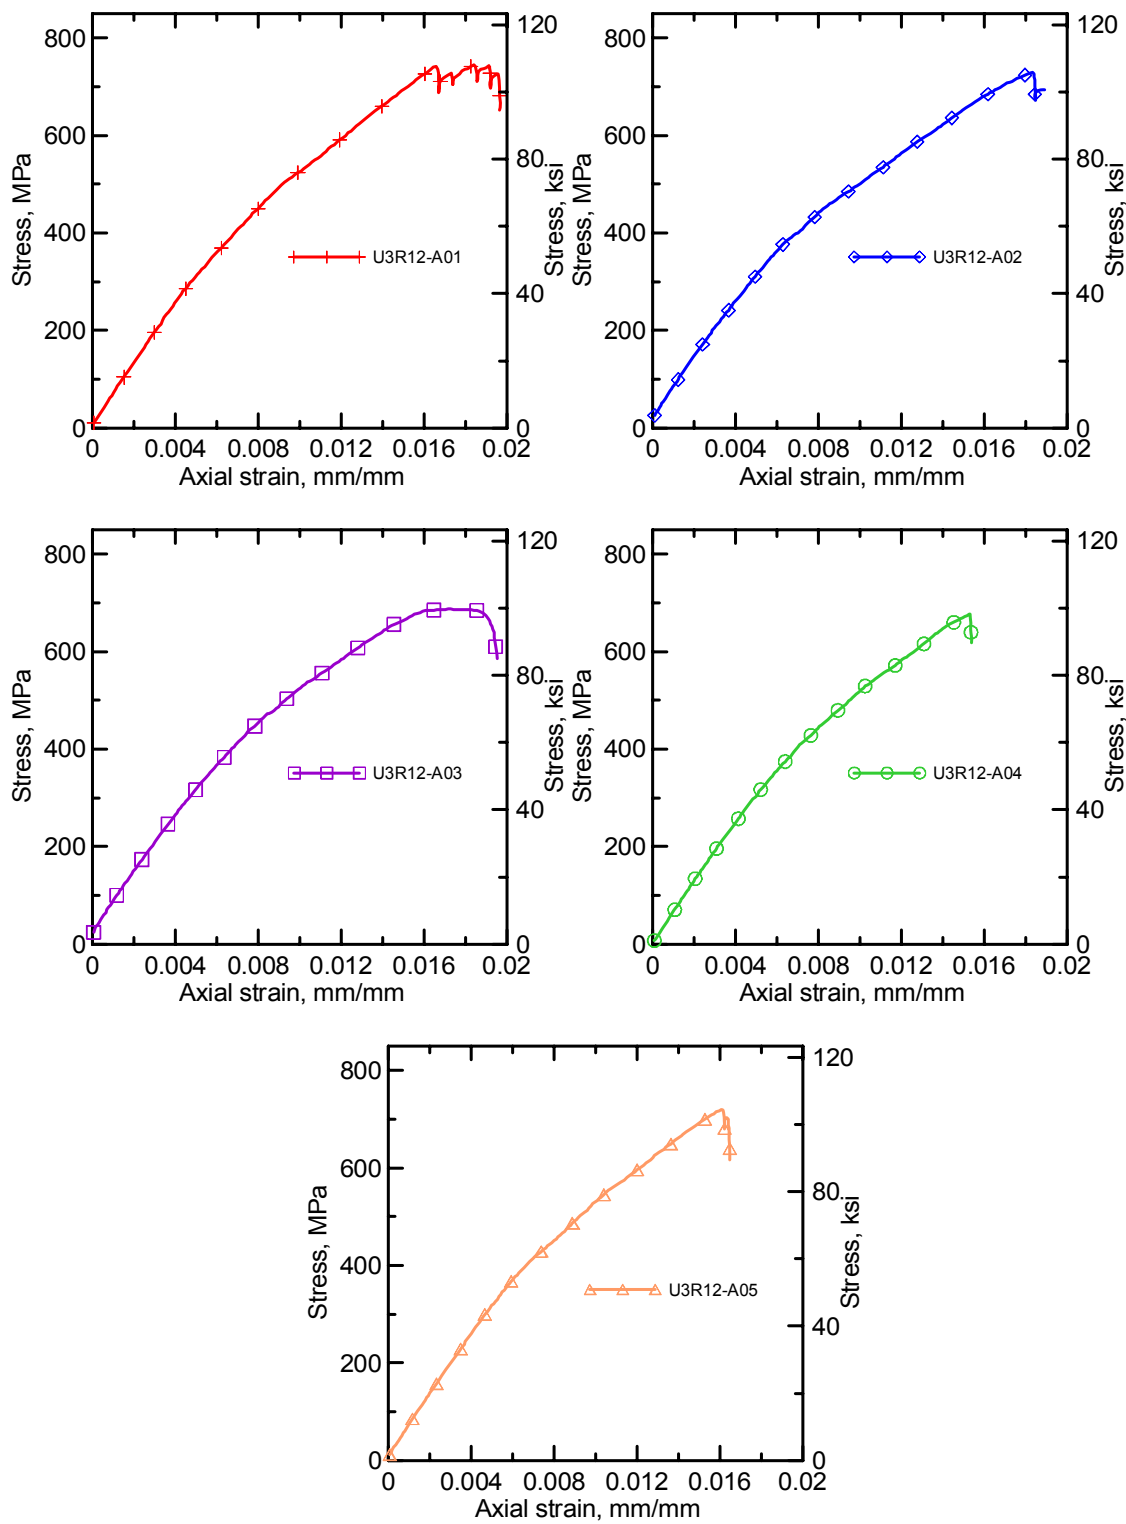 800
600
400
200
0
Stress, MPa
0 0.004 0.008 0.012 0.016 0.02
Axial strain, mm/mm
120
80
40
0
Stress, ksi
U3R12-A01
800
600
400
200
0
Stress, MPa
0 0.004 0.008 0.012 0.016 0.02
Axial strain, mm/mm
120
80
40
0
Stress, ksi
U3R12-A02
800
600
400
200
0
Stress, MPa
0 0.004 0.008 0.012 0.016 0.02
Axial strain, mm/mm
120
80
40
0
Stress, ksi
U3R12-A03
800
600
400
200
0
Stress, MPa
0 0.004 0.008 0.012 0.016 0.02
Axial strain, mm/mm
120
80
40
0
Stress, ksi
U3R12-A04
800
600
400
200
0
Stress, MPa
0 0.004 0.008 0.012 0.016 0.02
Axial strain, mm/mm
120
80
40
0
Stress, ksi
U3R12-A05